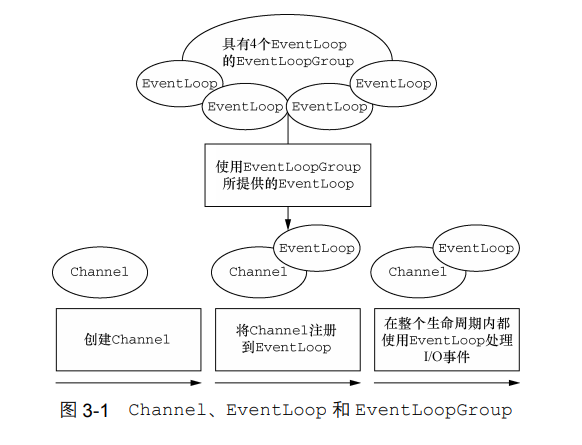 具有4个EventLoop
的EventLoopGroup
EventLoop
EventLoop
EventLoop
EventLoop
使用EventLoopGroup
所提供的EventLoop
Channel
Channel
EventLoop
Channel
EventLoop
创建Channel
将Channel注册
到EventLoop
在整个生命周期内都
使用EventLoop处理
I/O事件
图 3-1 Channel、EventLoop 和 EventLoopGroup